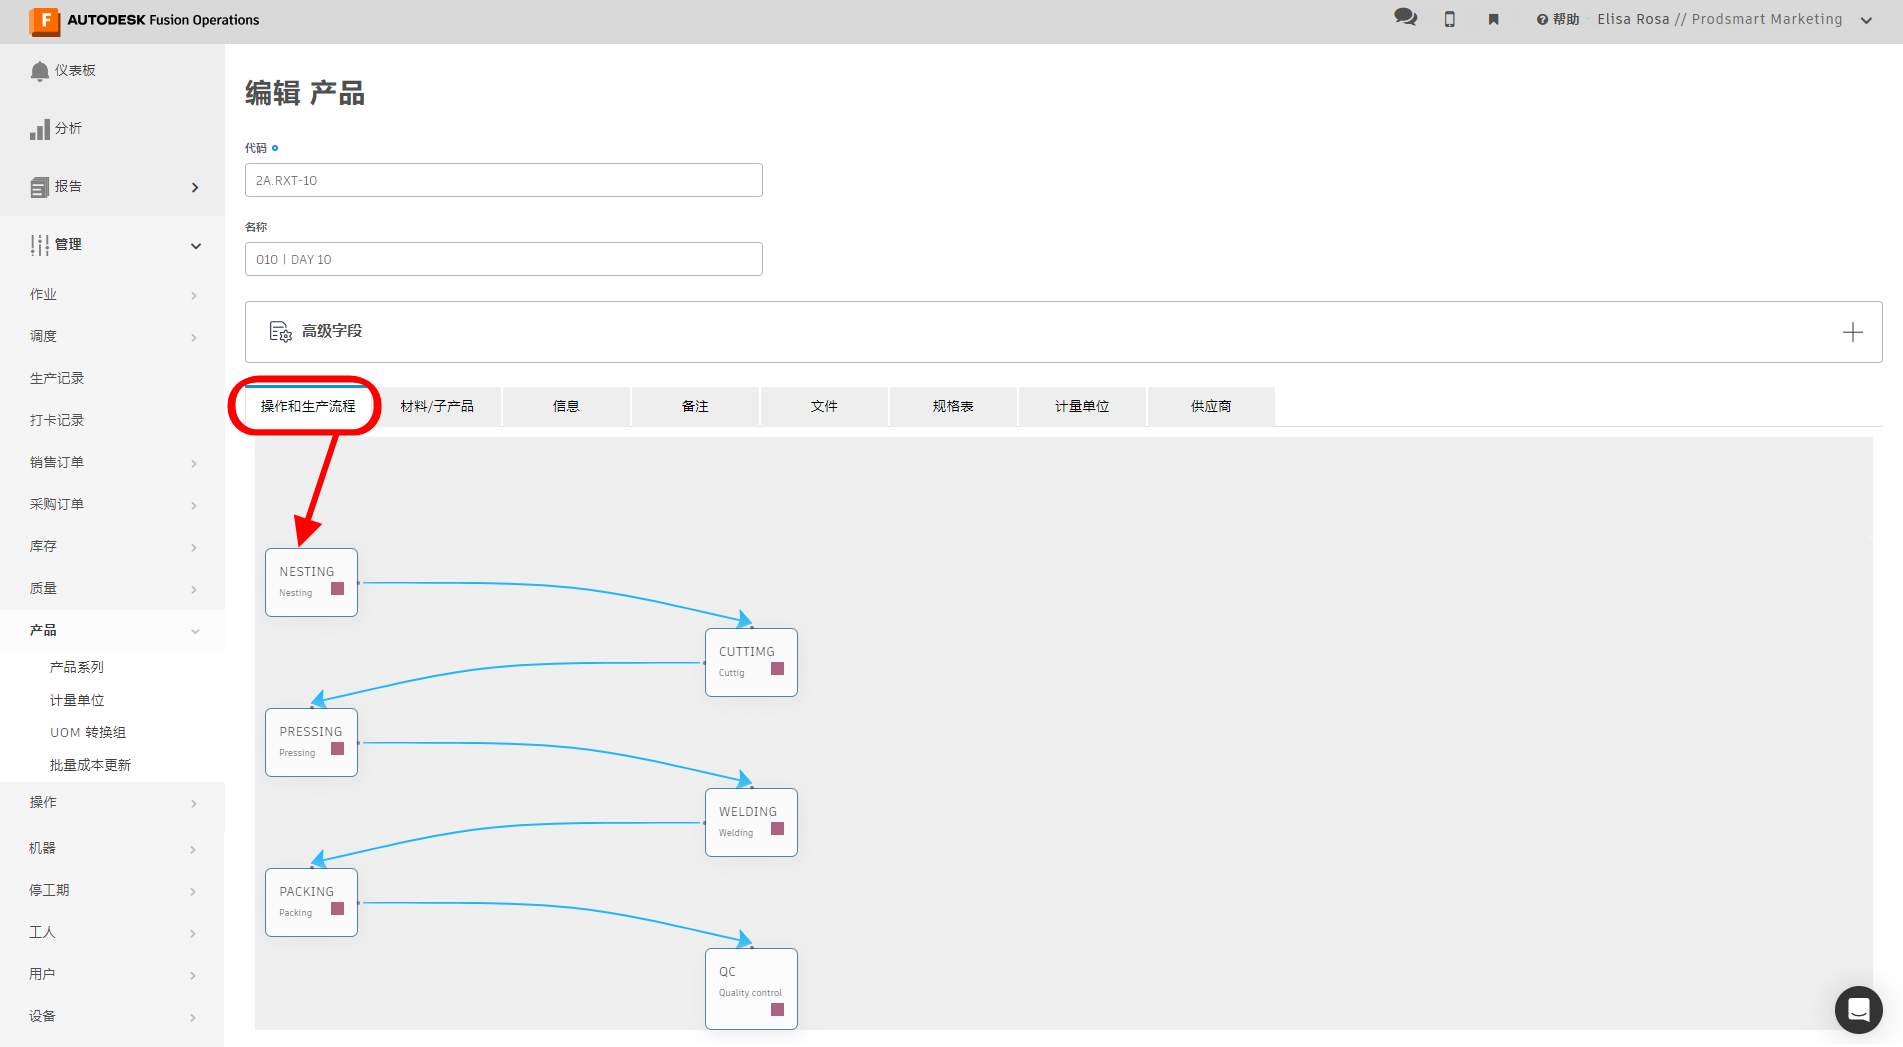 AUTODESK Fusion Operations
帮助
Elisa Rosa // Prodsmart Marketing
仪表板
分析
报告
管理
作业
调度
生产记录
打卡记录
销售订单
采购订单
库存
质量
产品
产品系列
计量单位
UOM 转换组
批量成本更新
操作
机器
停工期
工人
用户
设备
编辑 产品
代码
2A.RXT-10
名称
010 | DAY 10
高级字段
操作和生产流程
材料/子产品
信息
备注
文件
规格表
计量单位
供应商
NESTING
Nesting
CUTTIMG
Cuttig
PRESSING
Pressing
WELDING
Welding
PACKING
Packing
QC
Quality control